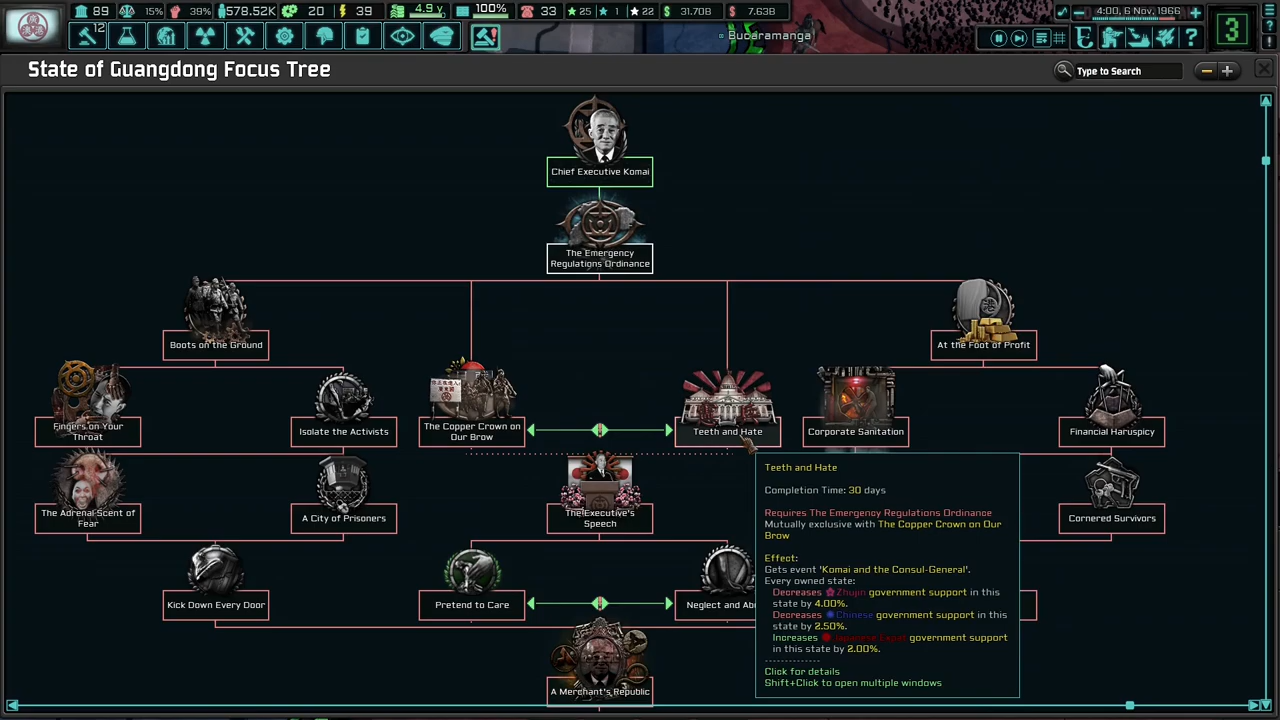 89 15% 39% 578.52K 20 39 4.9 y 100% 33 25 1 22 31.70B 7.63B 4:00, 6 Nov, 1966
12
Bucaramanga
3
State of Guangdong Focus Tree
Type to Search
Chief Executive Komai
The Emergency
Regulations Ordinance
Boots on the Ground
At the Foot of Profit
Fingers on Your
Throat
Isolate the Activists
The Copper Crown on
Our Brow
Teeth and Hate
Corporate Sanitation
Financial Haruspicy
The Adrenal Scent of
Fear
A City of Prisoners
The Executive's
Speech
Cornered Survivors
Kick Down Every Door
Pretend to Care
Neglect and Ab
A Merchant's Republic
Teeth and Hate
Completion Time: 30 days
Requires The Emergency Regulations Ordinance
Mutually exclusive with The Copper Crown on Our
Brow
Effect:
Gets event 'Komai and the Consul-General'.
Every owned state:
Decreases Zhujin government support in this
state by 4.00%.
Decreases Chinese government support in this
state by 2.50%.
Increases Japanese Expat government support
in this state by 2.00%.
--------------
Click for details
Shift+Click to open multiple windows